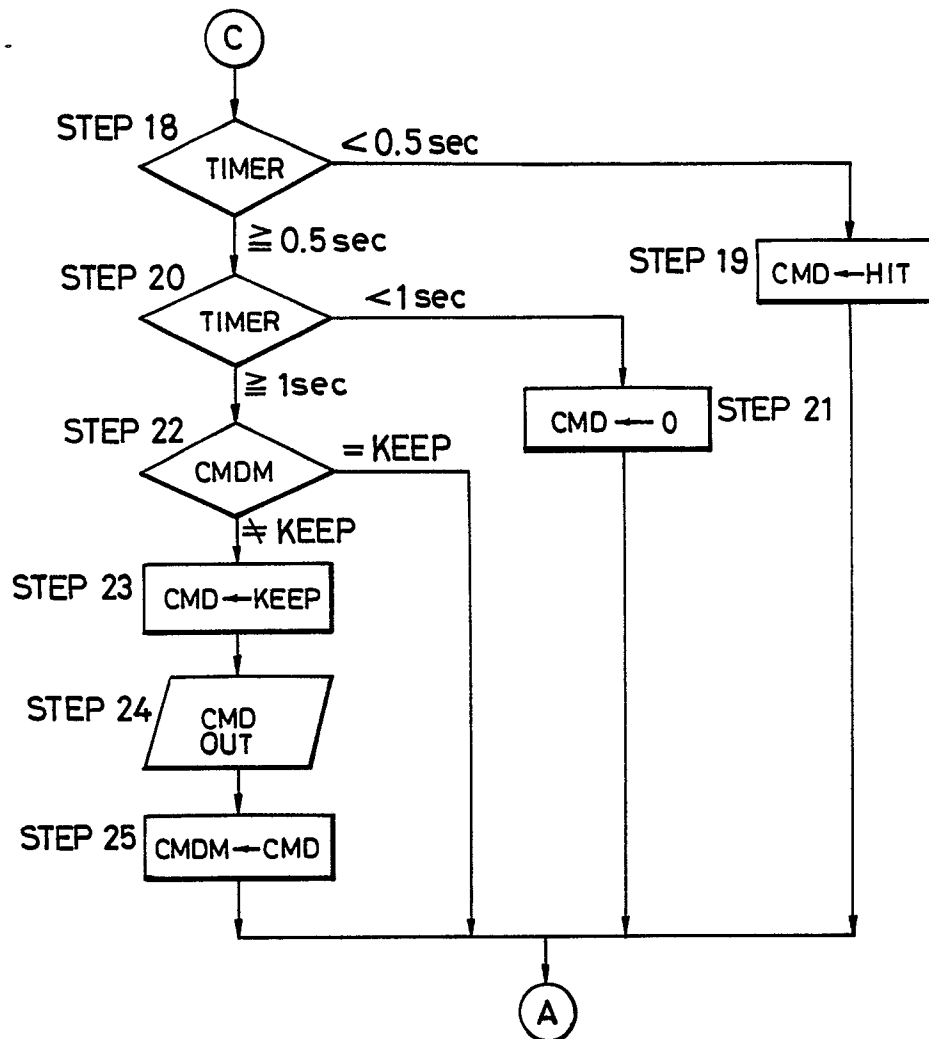 C
STEP 18
TIMER
< 0.5 sec
≧ 0.5 sec
STEP 19
CMD ← HIT
STEP 20
TIMER
< 1 sec
≧ 1 sec
CMD ← 0
STEP 21
STEP 22
CMDM
= KEEP
≠ KEEP
STEP 23
CMD ← KEEP
STEP 24
CMD
OUT
STEP 25
CMDM ← CMD
A